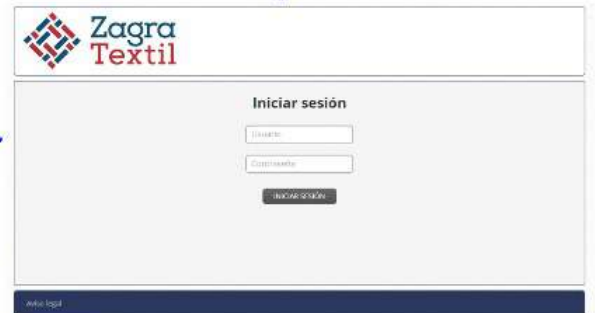 Zagra
Textil
Iniciar sesión
Usuario
Contraseña
INICIAR SESIÓN
Aviso legal